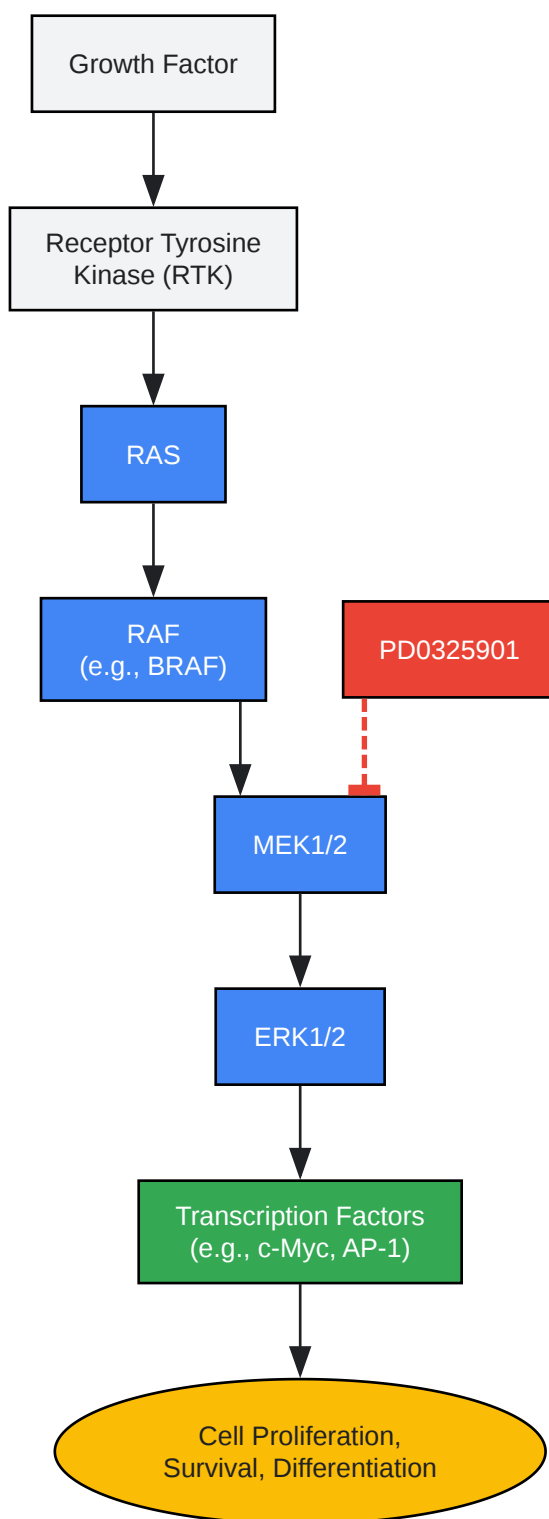 Growth Factor
Receptor Tyrosine
Kinase (RTK)
RAS
RAF
(e.g., BRAF)
PD0325901
MEK1/2
ERK1/2
Transcription Factors
(e.g., c-Myc, AP-1)
Cell Proliferation,
Survival, Differentiation